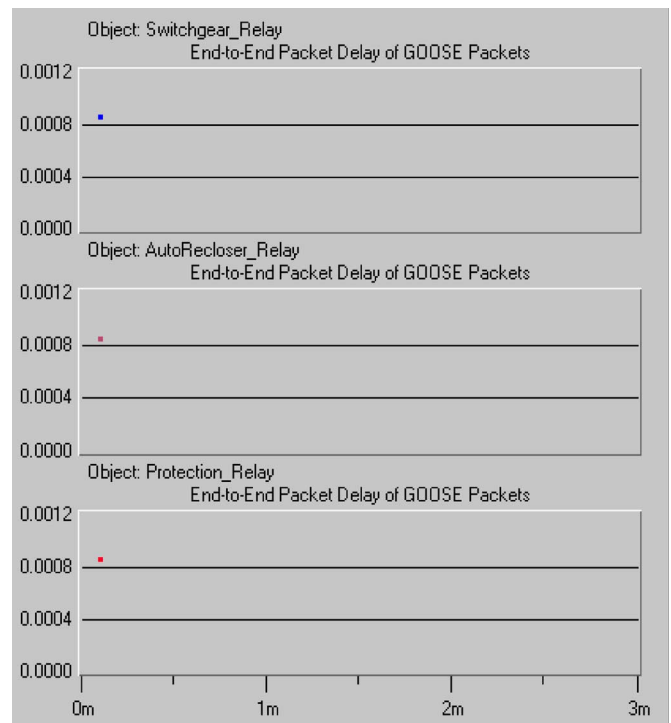 Object: Switchgear_Relay
End-to-End Packet Delay of GOOSE Packets
0.0012
0.0008
0.0004
0.0000
Object: AutoRecloser_Relay
End-to-End Packet Delay of GOOSE Packets
0.0012
0.0008
0.0004
0.0000
Object: Protection_Relay
End-to-End Packet Delay of GOOSE Packets
0.0012
0.0008
0.0004
0.0000
0m 1m 2m 3m